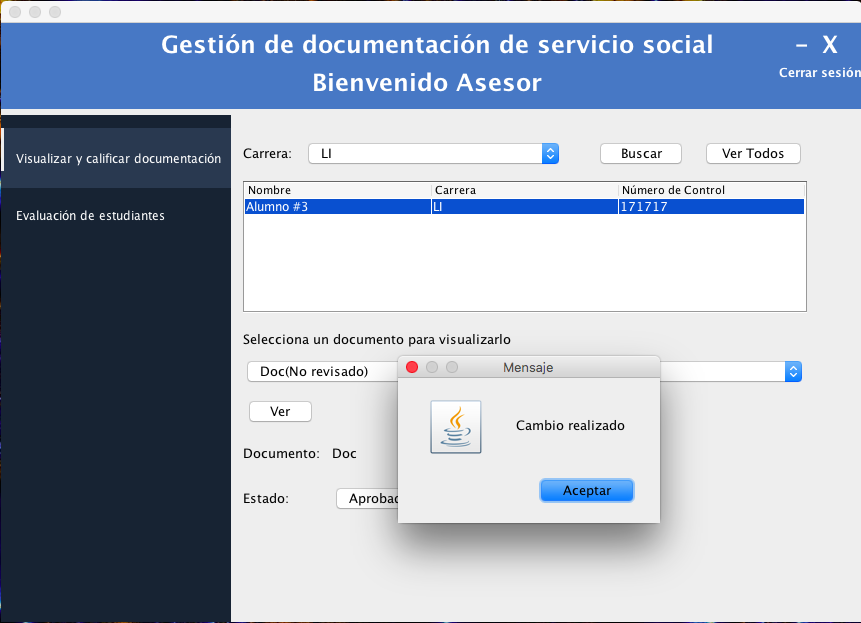 Gestión de documentación de servicio social
– X
Bienvenido Asesor
Cerrar sesión
Visualizar y calificar documentación
Evaluación de estudiantes
Carrera: LI Buscar Ver Todos
Nombre Carrera Número de Control
Alumno #3 LI 171717
Selecciona un documento para visualizarlo
Doc(No revisado)
Ver
Documento: Doc
Estado: Aprobad
Mensaje
Cambio realizado
Aceptar